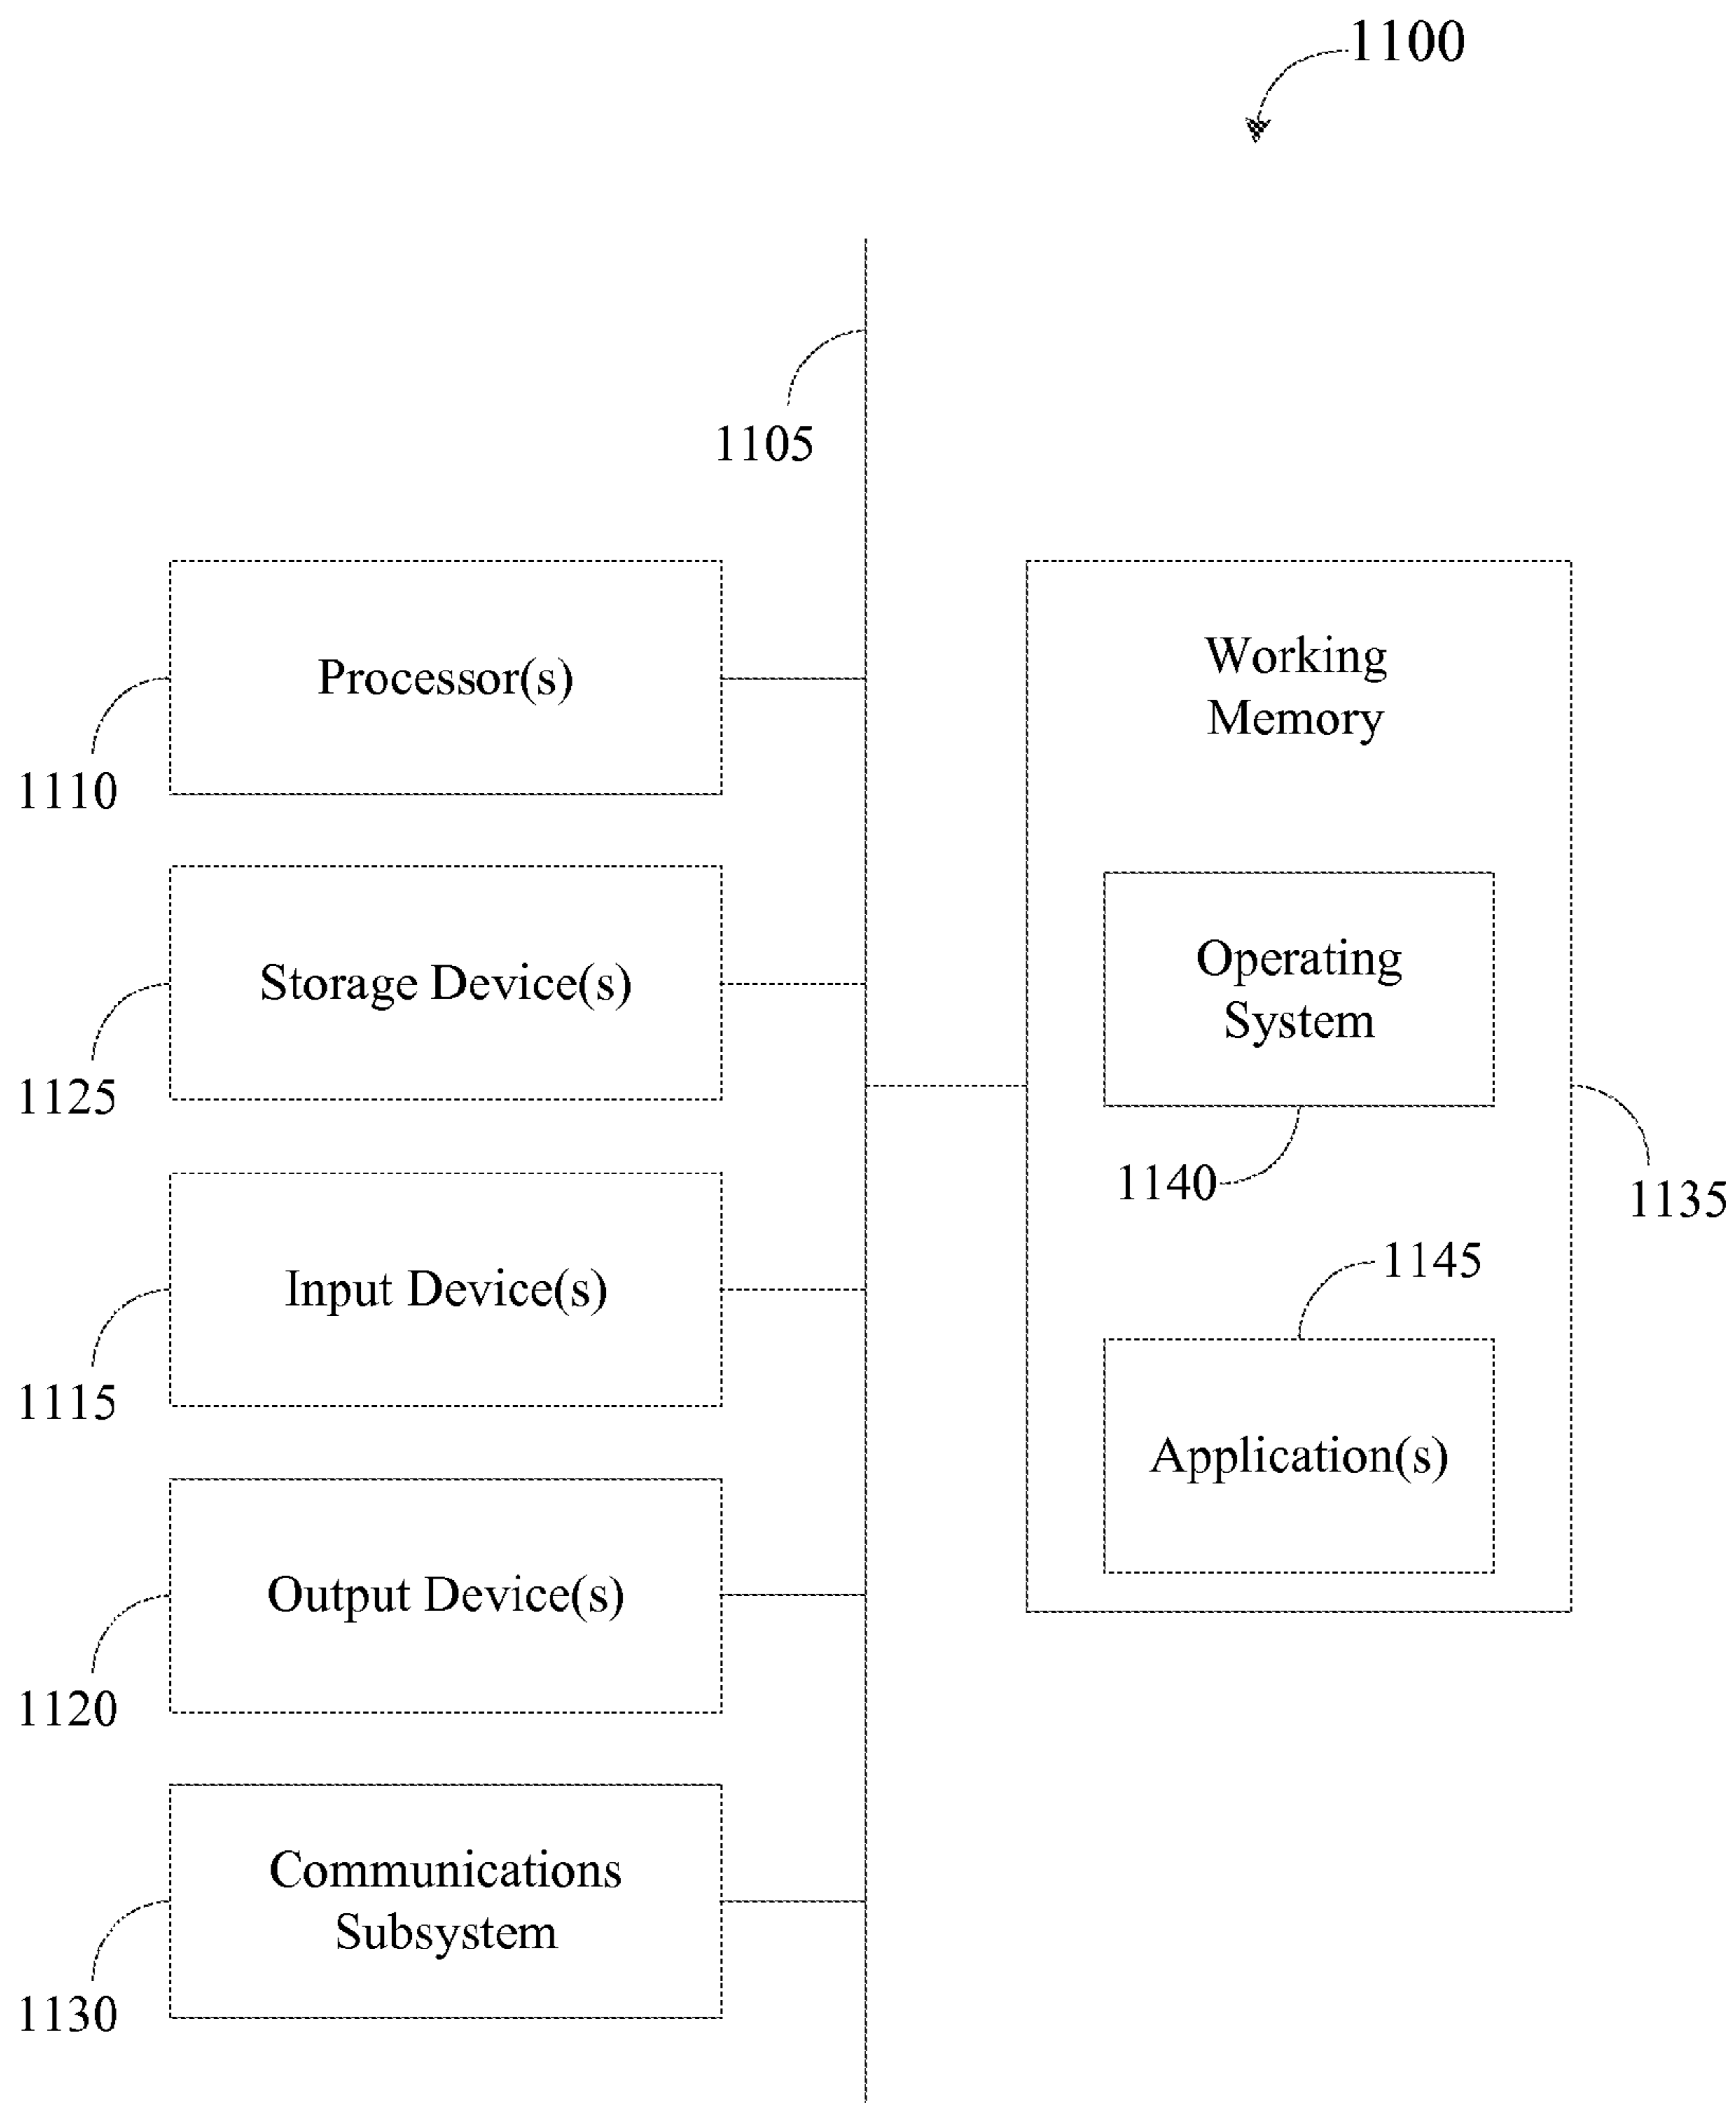 1100
1105
Processor(s)
1110
Storage Device(s)
1125
Input Device(s)
1115
Output Device(s)
1120
Communications
Subsystem
1130
Working
Memory
Operating
System
1140
1135
1145
Application(s)